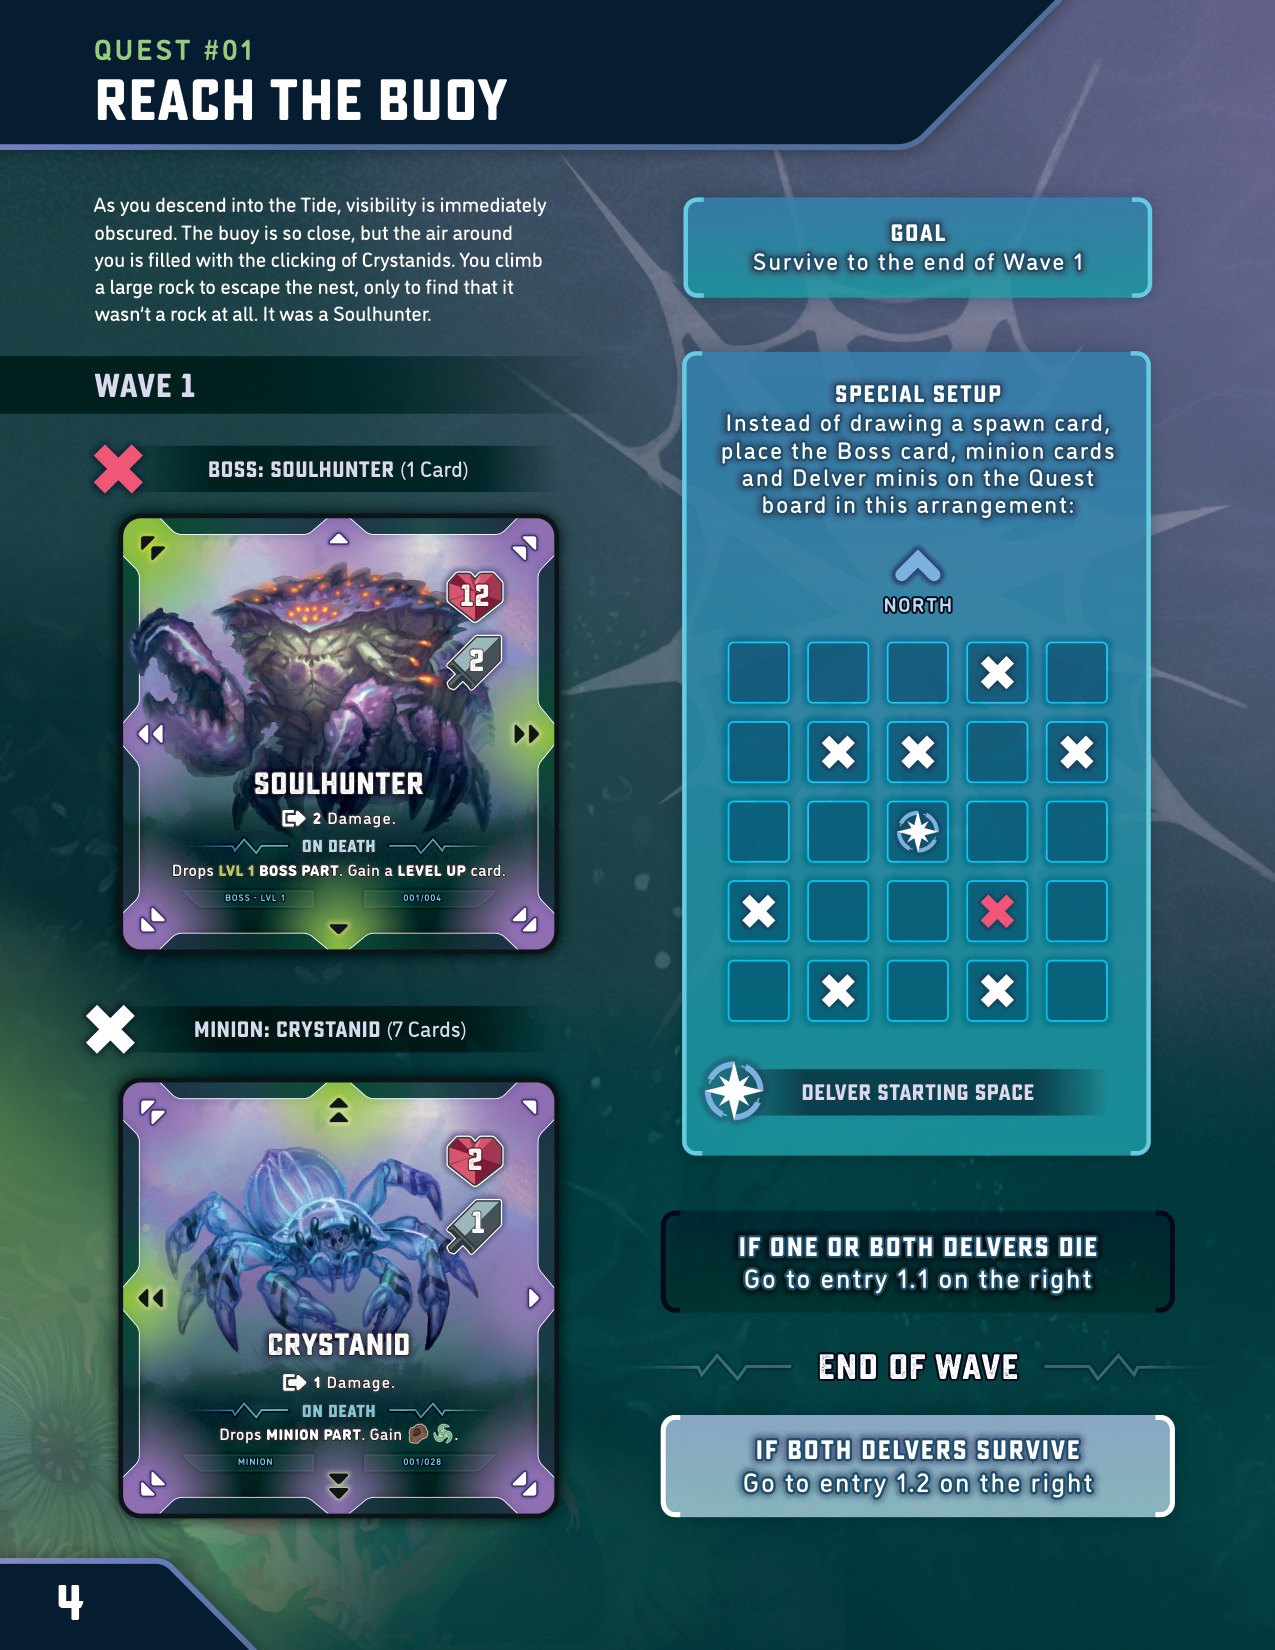 QUEST #01
REACH THE BUOY
As you descend into the Tide, visibility is immediately
obscured. The buoy is so close, but the air around
you is filled with the clicking of Crystanids. You climb
a large rock to escape the nest, only to find that it
wasn't a rock at all. It was a Soulhunter.
WAVE 1
BOSS: SOULHUNTER (1 Card)
12
2
SOULHUNTER
2 Damage.
ON DEATH
Drops LVL 1 BOSS PART. Gain a LEVEL UP card.
BOSS - LVL 1
001/004
MINION: CRYSTANID (7 Cards)
2
1
CRYSTANID
1 Damage.
ON DEATH
Drops MINION PART. Gain .
MINION
001/028
GOAL
Survive to the end of Wave 1
SPECIAL SETUP
Instead of drawing a spawn card,
place the Boss card, minion cards
and Delver minis on the Quest
board in this arrangement:
NORTH
DELVER STARTING SPACE
IF ONE OR BOTH DELVERS DIE
Go to entry 1.1 on the right
END OF WAVE
IF BOTH DELVERS SURVIVE
Go to entry 1.2 on the right
4